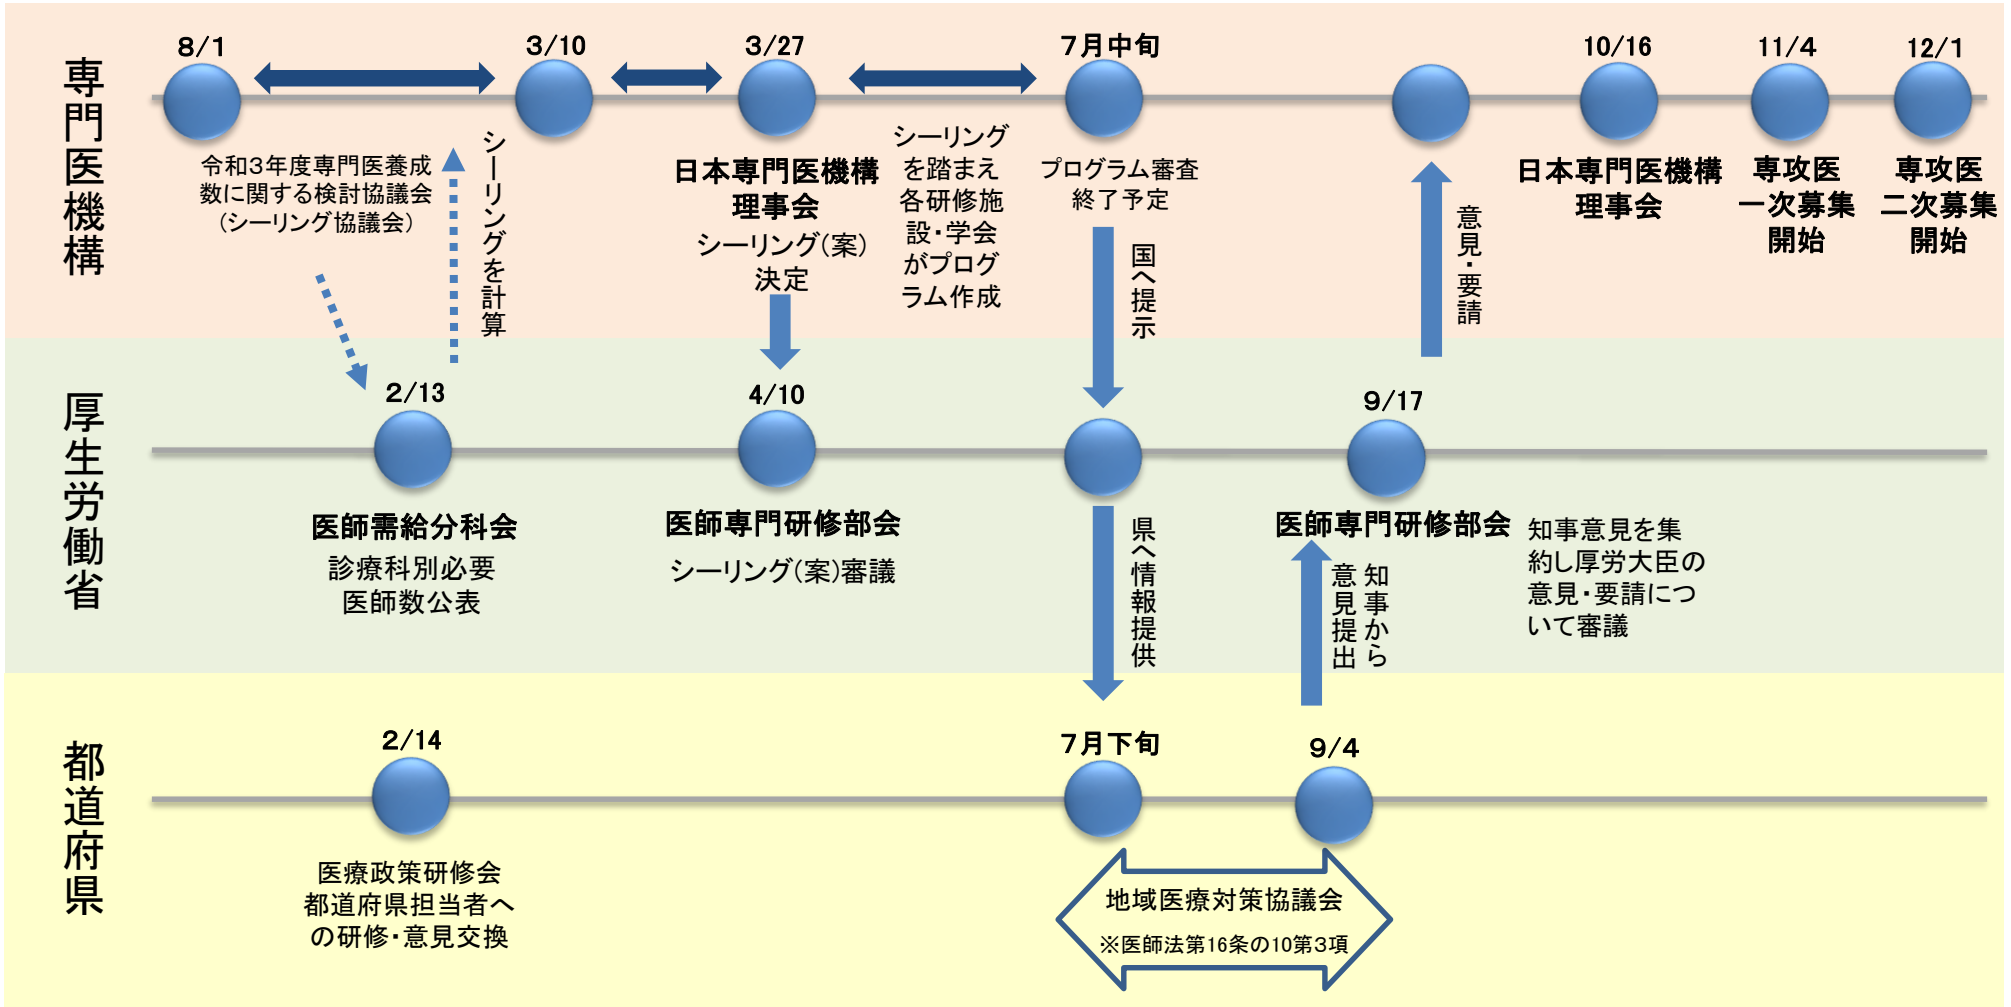 専門医機構
8/1
3/10
3/27
7月中旬
10/16
11/4
12/1
令和3年度専門医養成
数に関する検討協議会
(シーリング協議会)
シーリングを計算
日本専門医機構
理事会
シーリング(案)
決定
シーリング
を踏まえ
各研修施
設・学会
がプログ
ラム作成
プログラム審査
終了予定
国へ提示
意見・要請
日本専門医機構
理事会
専攻医
一次募集
開始
専攻医
二次募集
開始
厚生労働省
2/13
4/10
9/17
医師需給分科会
診療科別必要
医師数公表
医師専門研修部会
シーリング(案)審議
県へ情報提供
医師専門研修部会
知事から
意見提出
知事意見を集
約し厚労大臣の
意見・要請につ
いて審議
都道府県
2/14
7月下旬
9/4
医療政策研修会
都道府県担当者へ
の研修・意見交換
地域医療対策協議会
※医師法第16条の10第3項